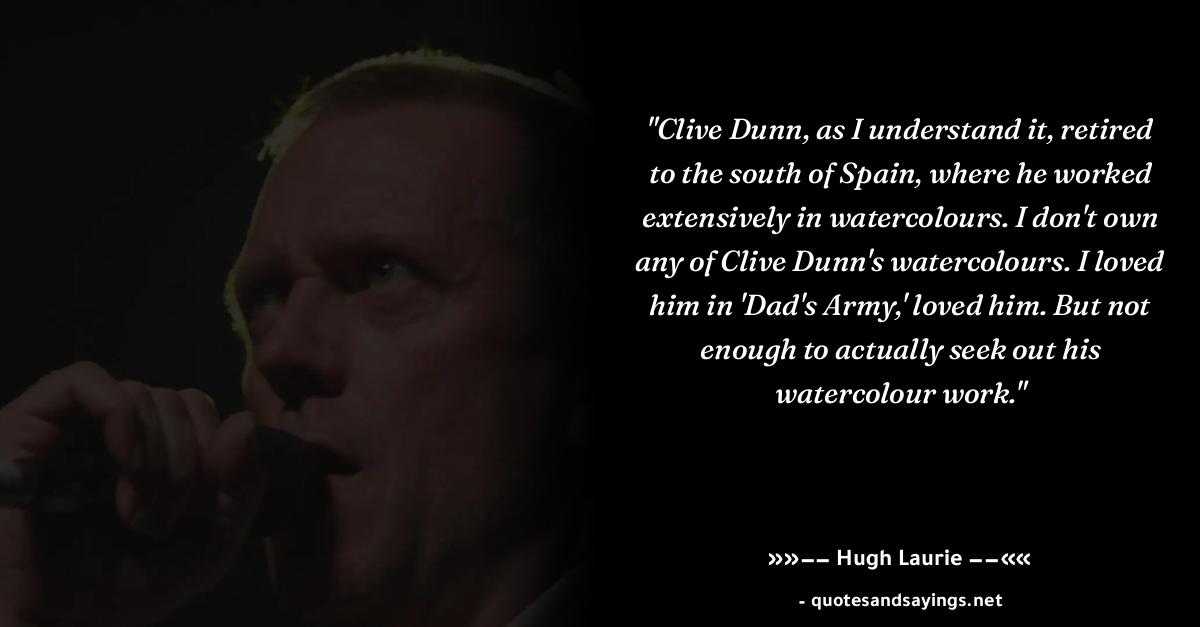 "Clive Dunn, as I understand it, retired
to the south of Spain, where he worked
extensively in watercolours. I don't own
any of Clive Dunn's watercolours. I loved
him in 'Dad's Army,' loved him. But not
enough to actually seek out his
watercolour work."
»»−− Hugh Laurie −−««
- quotesandsayings.net